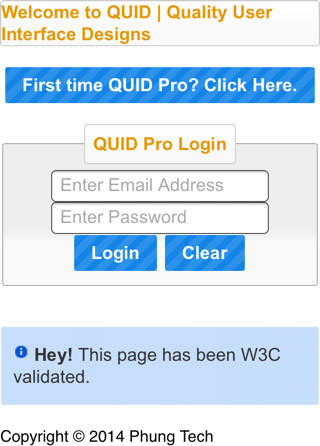 Welcome to QUID | Quality User
Interface Designs
First time QUID Pro? Click Here.
QUID Pro Login
Enter Email Address
Enter Password
Login Clear
Hey! This page has been W3C
validated.
Copyright © 2014 Phung Tech